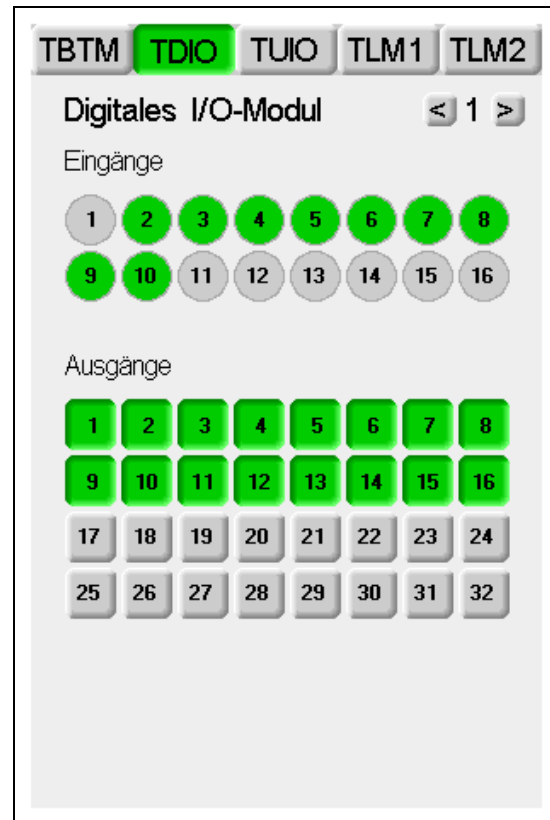 TBTM TDIO TUIO TLM1 TLM2
Digitales I/O-Modul < 1 >
Eingänge
1 2 3 4 5 6 7 8
9 10 11 12 13 14 15 16
Ausgänge
1 2 3 4 5 6 7 8
9 10 11 12 13 14 15 16
17 18 19 20 21 22 23 24
25 26 27 28 29 30 31 32